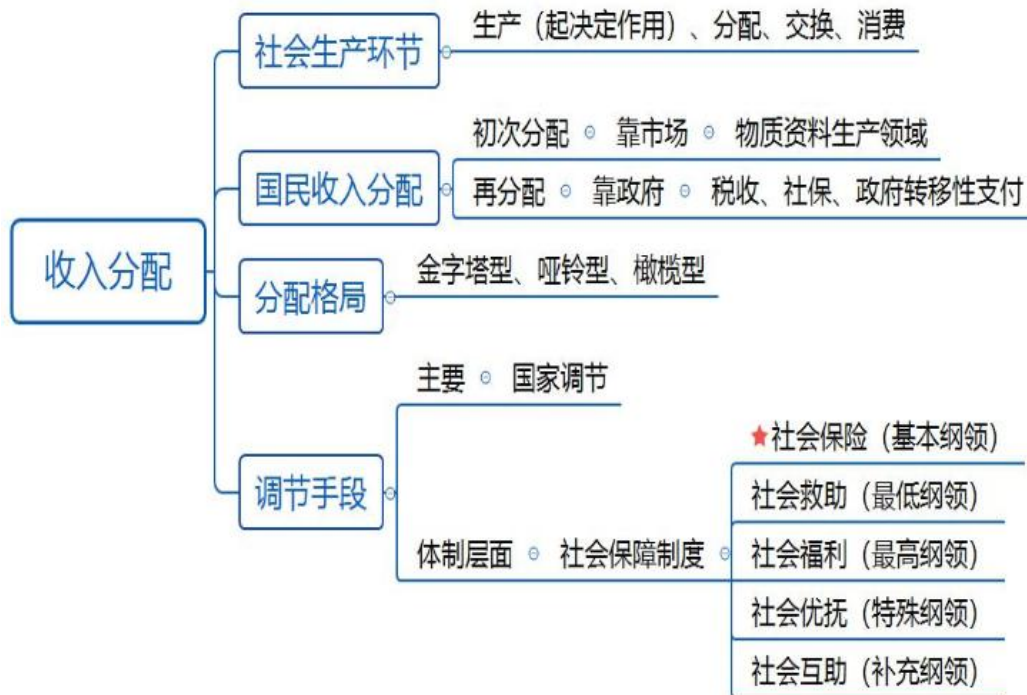 收入分配
社会生产环节
生产（起决定作用）、分配、交换、消费
国民收入分配
初次分配 靠市场 物质资料生产领域
再分配 靠政府 税收、社保、政府转移性支付
分配格局
金字塔型、哑铃型、橄榄型
调节手段
主要 国家调节
体制层面 社会保障制度
★社会保险（基本纲领）
社会救助（最低纲领）
社会福利（最高纲领）
社会优抚（特殊纲领）
社会互助（补充纲领）